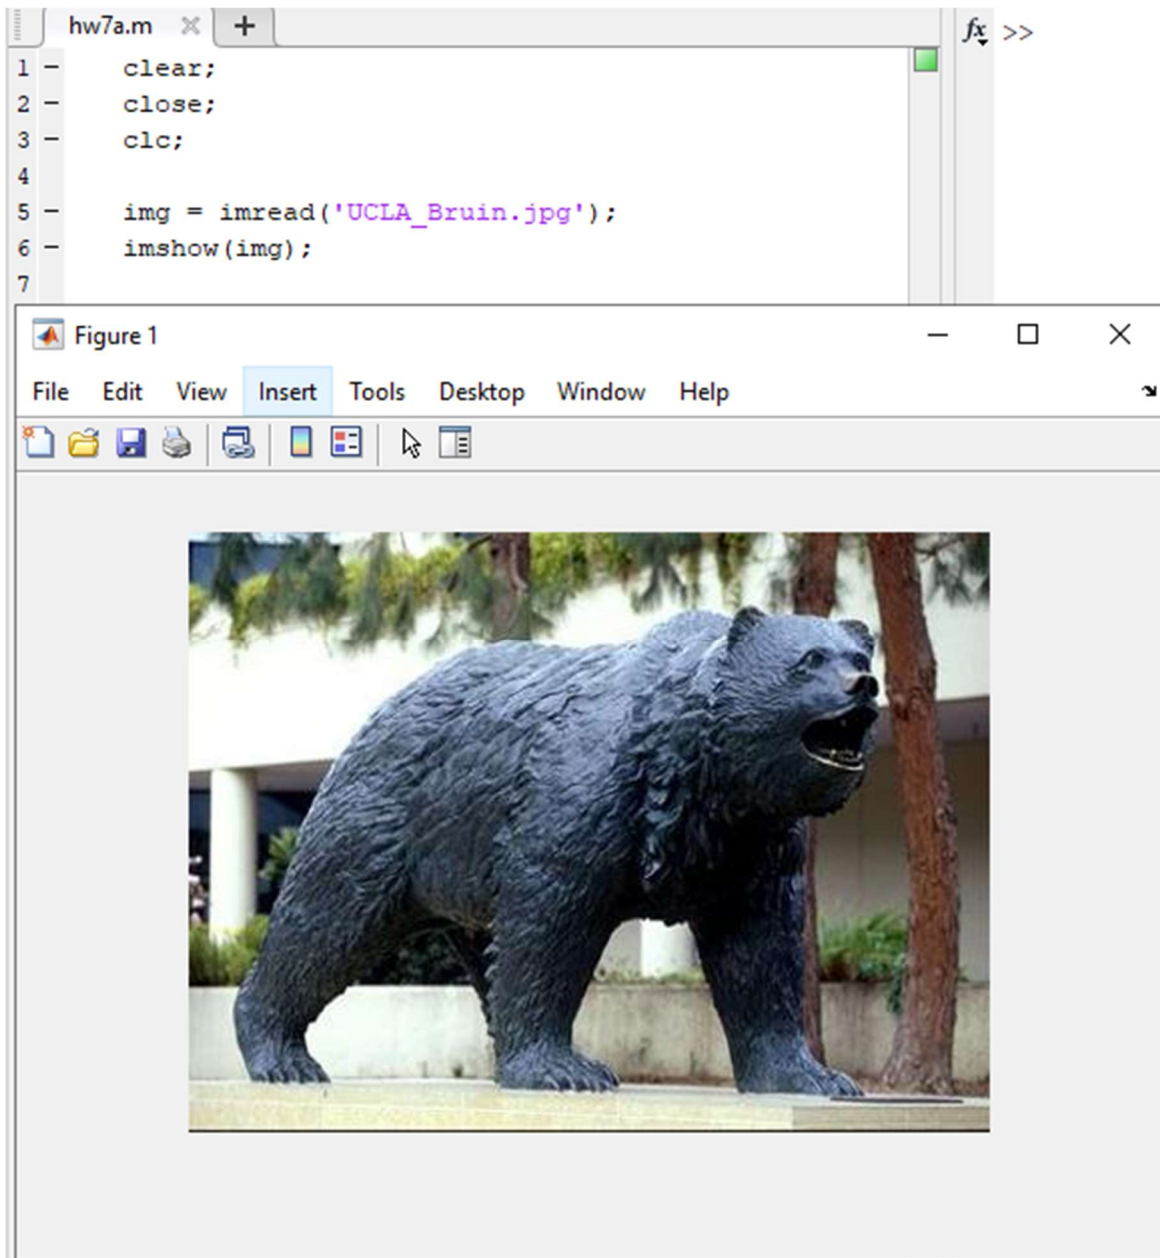 hw7a.m
fx >>
1 clear;
2 close;
3 clc;
4
5 img = imread('UCLA_Bruin.jpg');
6 imshow(img);
7
Figure 1
File Edit View Insert Tools Desktop Window Help